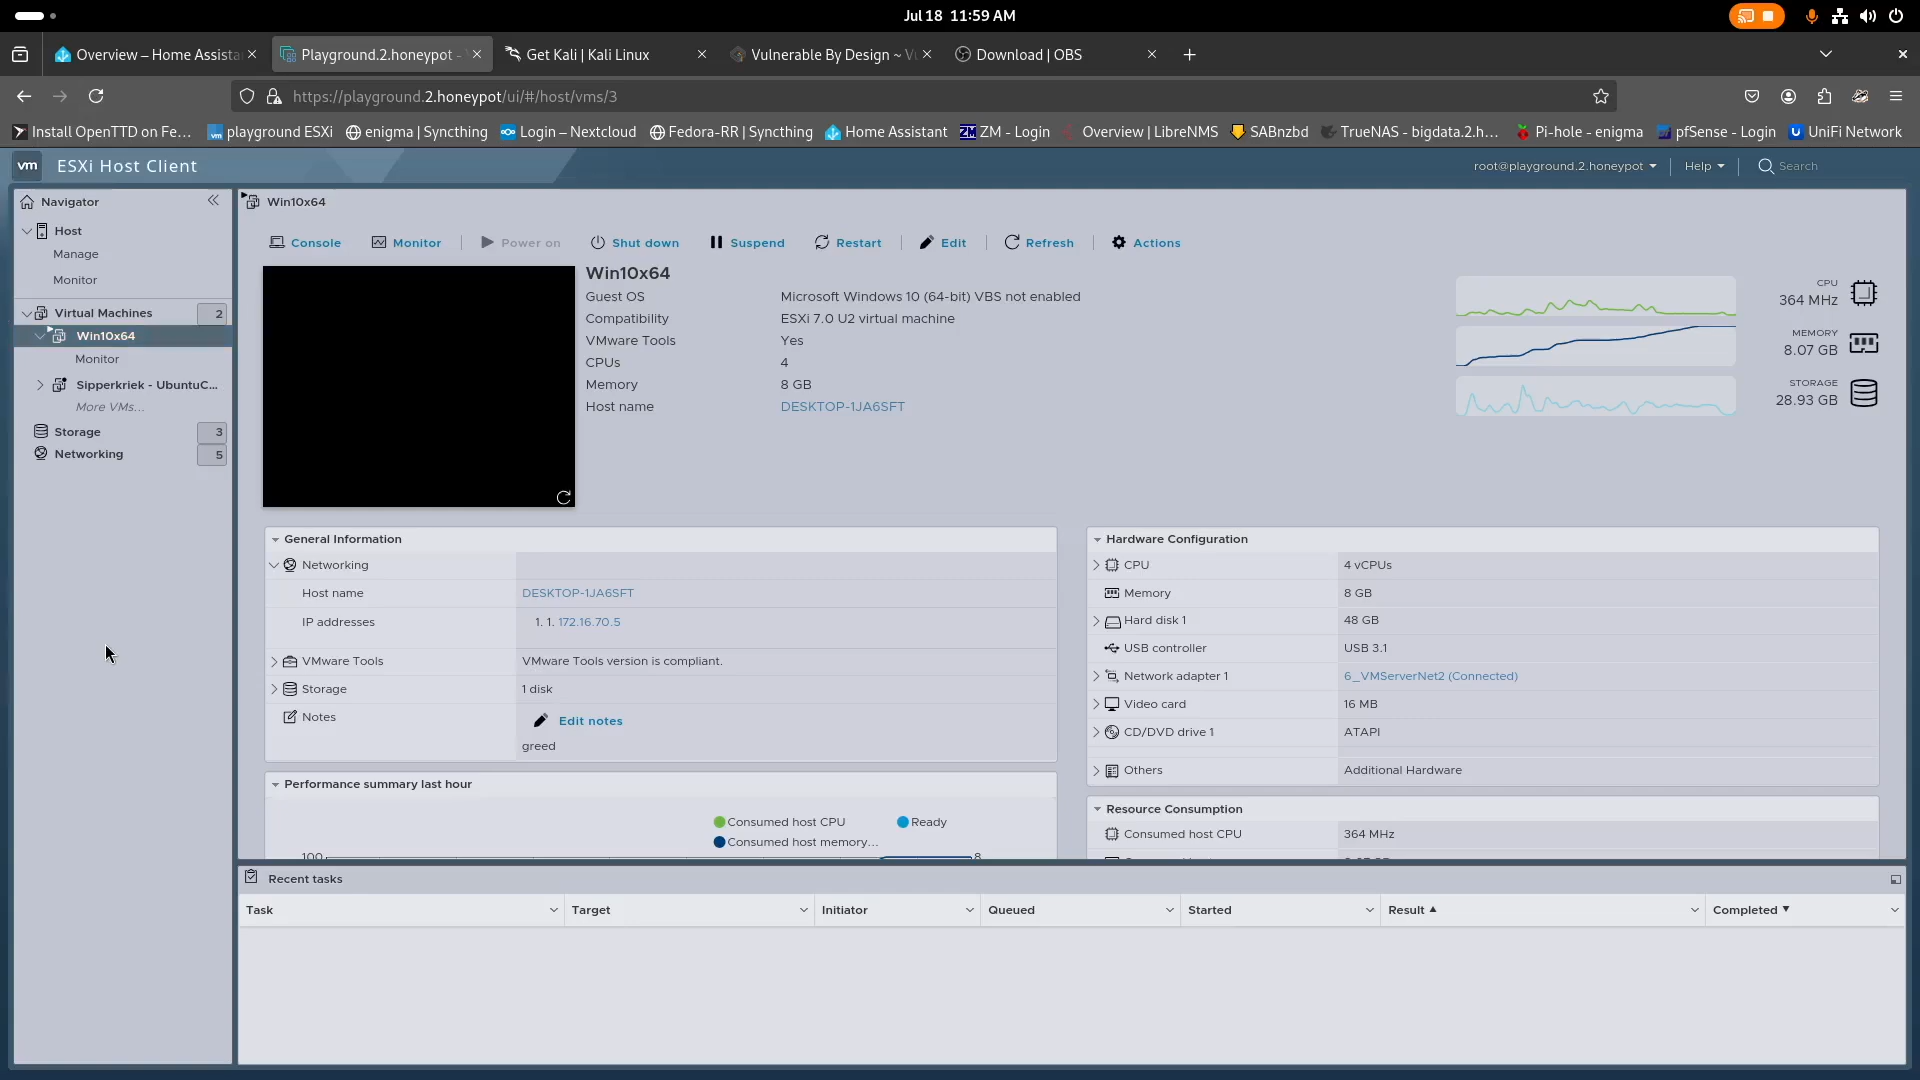 Jul 18 11:59 AM
Overview – Home Assista
Playground.2.honeypot -
Get Kali | Kali Linux
Vulnerable By Design ~ Vu
Download | OBS
https://playground.2.honeypot/ui/#/host/vms/3
Install OpenTTD on Fe…
vm playground ESXi
enigma | Syncthing
Login – Nextcloud
Fedora-RR | Syncthing
Home Assistant
ZM ZM - Login
Overview | LibreNMS
SABnzbd
TrueNAS - bigdata.2.h…
Pi-hole - enigma
pfSense - Login
U UniFi Network
vm ESXi Host Client
root@playground.2.honeypot
Help
Search
Navigator
Host
Manage
Monitor
Virtual Machines 2
Win10x64
Monitor
Sipperkriek - UbuntuC...
More VMs...
Storage 3
Networking 5
Win10x64
Console Monitor Power on Shut down Suspend Restart Edit Refresh Actions
Win10x64
Guest OS Microsoft Windows 10 (64-bit) VBS not enabled
Compatibility ESXi 7.0 U2 virtual machine
VMware Tools Yes
CPUs 4
Memory 8 GB
Host name DESKTOP-1JA6SFT
CPU
364 MHz
MEMORY
8.07 GB
STORAGE
28.93 GB
General Information
Networking
Host name DESKTOP-1JA6SFT
IP addresses 1. 1. 172.16.70.5
VMware Tools VMware Tools version is compliant.
Storage 1 disk
Notes Edit notes
greed
Performance summary last hour
Consumed host CPU
Ready
Consumed host memory...
100
8
Hardware Configuration
CPU 4 vCPUs
Memory 8 GB
Hard disk 1 48 GB
USB controller USB 3.1
Network adapter 1 6_VMServerNet2 (Connected)
Video card 16 MB
CD/DVD drive 1 ATAPI
Others Additional Hardware
Resource Consumption
Consumed host CPU 364 MHz
Recent tasks
Task Target Initiator Queued Started Result Completed